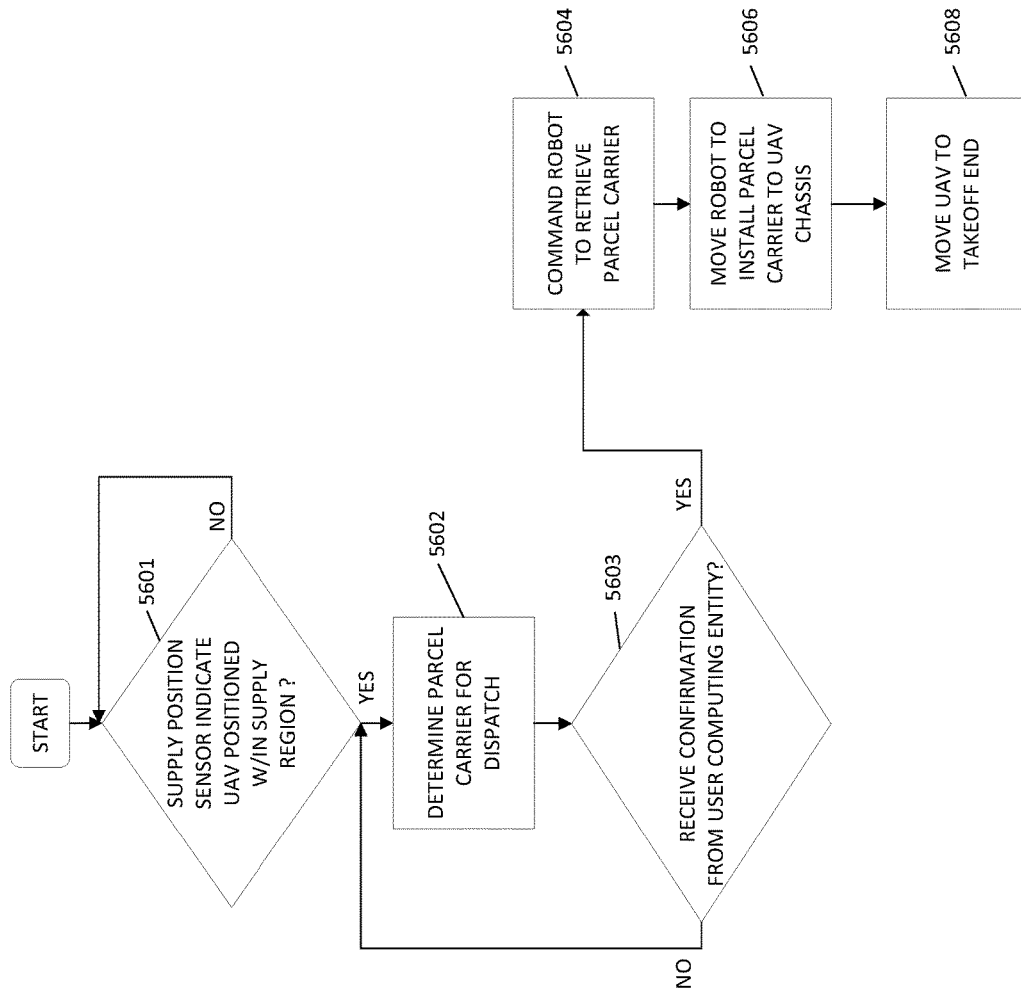 START
5601
SUPPLY POSITION
SENSOR INDICATE
UAV POSITIONED
W/IN SUPPLY
REGION ?
NO
YES
5602
DETERMINE PARCEL
CARRIER FOR
DISPATCH
5603
RECEIVE CONFIRMATION
FROM USER COMPUTING ENTITY?
NO
YES
5604
COMMAND ROBOT
TO RETRIEVE
PARCEL CARRIER
5606
MOVE ROBOT TO
INSTALL PARCEL
CARRIER TO UAV
CHASSIS
5608
MOVE UAV TO
TAKEOFF END